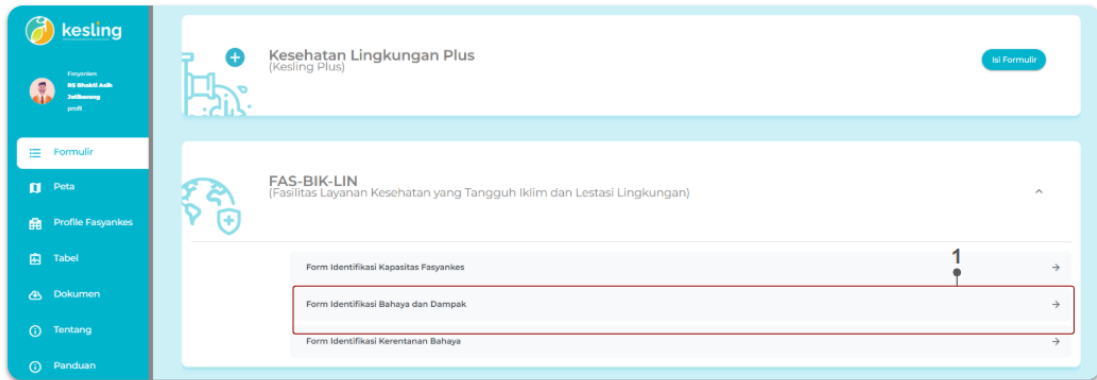 kesling
Fasyankes
RS Bhakti Asih
Jatibarang
profil
Formulir
Peta
Profile Fasyankes
Tabel
Dokumen
Tentang
Panduan
Kesehatan Lingkungan Plus
(Kesling Plus)
Isi Formulir
FAS-BIK-LIN
(Fasilitas Layanan Kesehatan yang Tangguh Iklim dan Lestasi Lingkungan)
1
Form Identifikasi Kapasitas Fasyankes
Form Identifikasi Bahaya dan Dampak
Form Identifikasi Kerentanan Bahaya